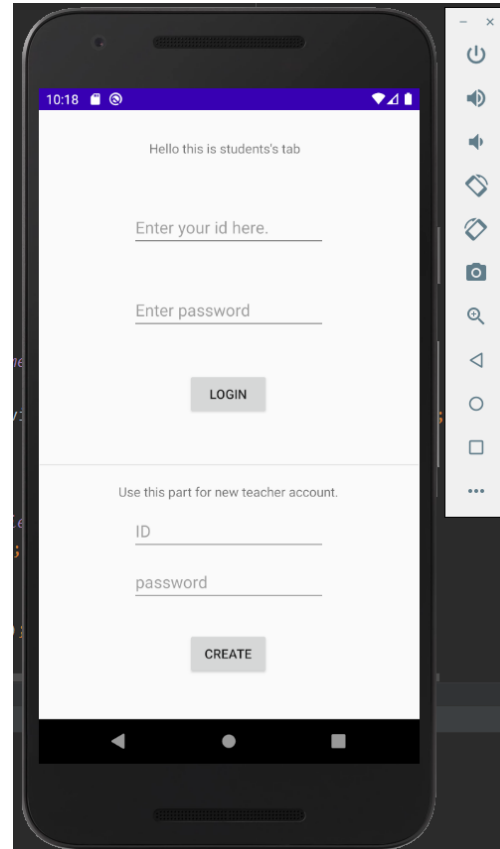 10:18
Hello this is students's tab
Enter your id here.
Enter password
LOGIN
Use this part for new teacher account.
ID
password
CREATE